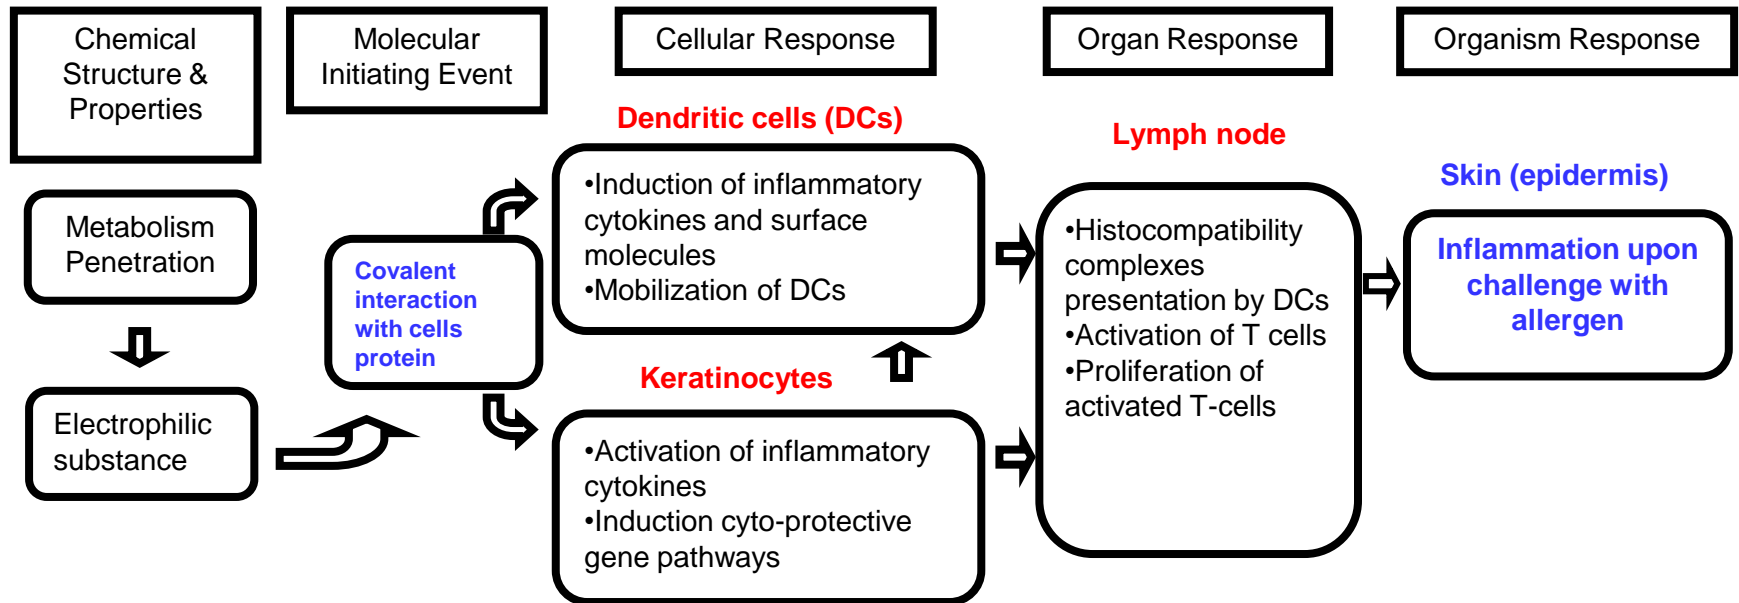 Chemical
Structure &
Properties
Molecular
Initiating Event
Cellular Response
Organ Response
Organism Response
Metabolism
Penetration
Electrophilic
substance
Covalent
interaction
with cells
protein
Dendritic cells (DCs)
•Induction of inflammatory
cytokines and surface
molecules
•Mobilization of DCs
Keratinocytes
•Activation of inflammatory
cytokines
•Induction cyto-protective
gene pathways
Lymph node
•Histocompatibility
complexes
presentation by DCs
•Activation of T cells
•Proliferation of
activated T-cells
Skin (epidermis)
Inflammation upon
challenge with
allergen